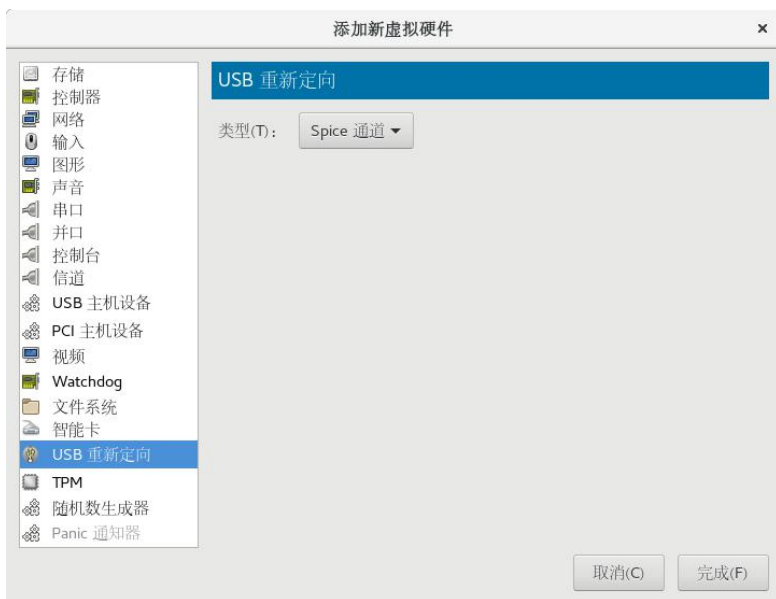 添加新虚拟硬件
存储
控制器
网络
输入
图形
声音
串口
并口
控制台
信道
USB 主机设备
PCI 主机设备
视频
Watchdog
文件系统
智能卡
USB 重新定向
TPM
随机数生成器
Panic 通知器
USB 重新定向
类型(T)： Spice 通道
取消(C) 完成(F)